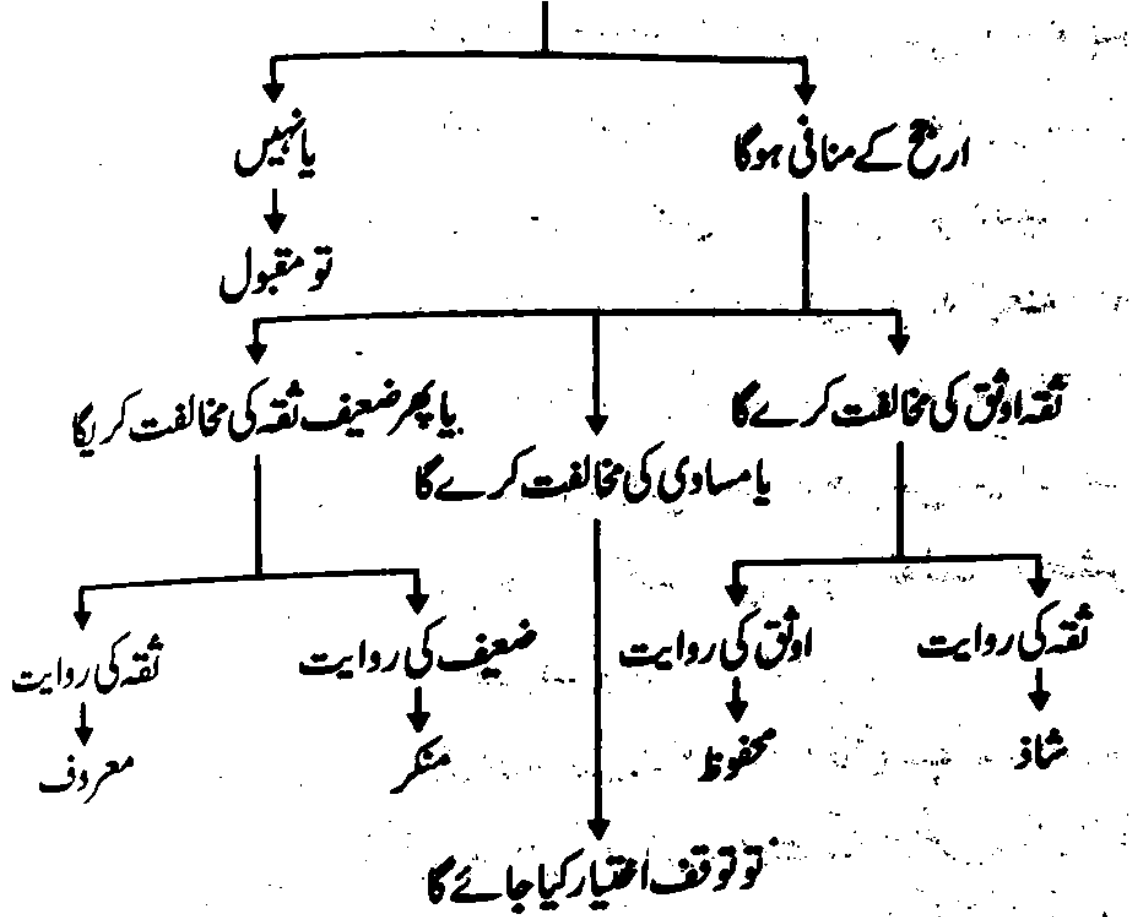 ارجح کے منافی ہوگا
یا نہیں
تو مقبول
ثقہ اوثق کی مخالفت کرے گا
یا مساوی کی مخالفت کرے گا
یا پھر ضعیف ثقہ کی مخالفت کریگا
ثقہ کی روایت
اوثق کی روایت
ضعیف کی روایت
ثقہ کی روایت
شاذ
محفوظ
منکر
معروف
تو توقف اختیار کیا جائے گا